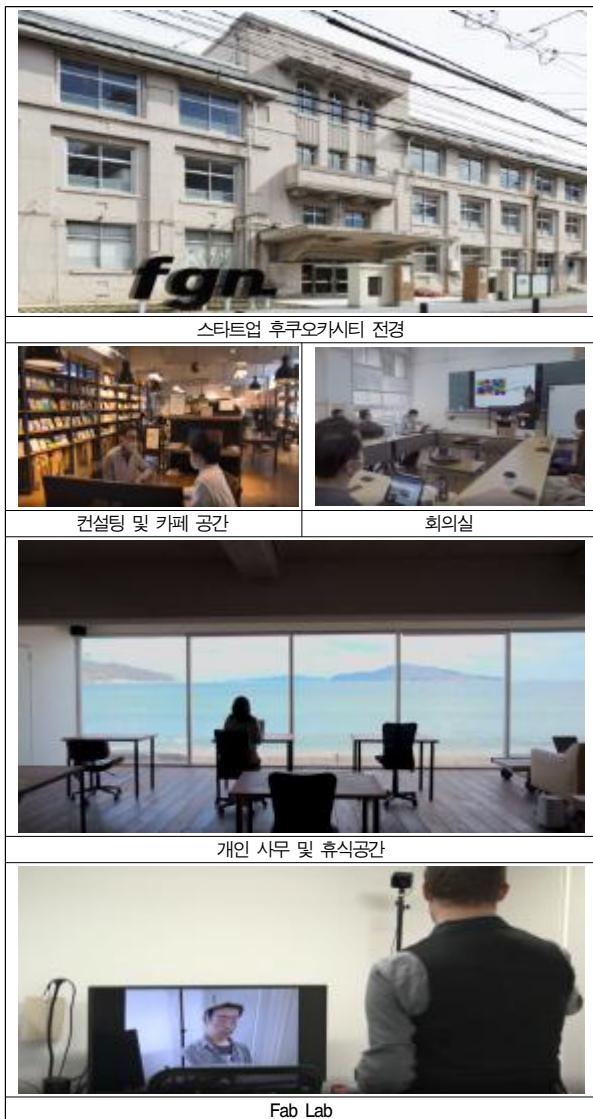 fgn.
스타트업 후쿠오카시티 전경
컨설팅 및 카페 공간
회의실
개인 사무 및 휴식공간
Fab Lab